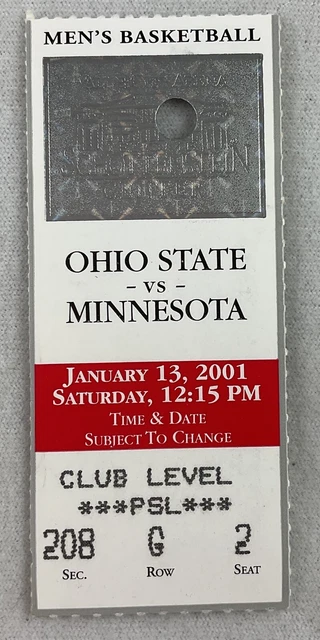 MEN'S BASKETBALL
OHIO STATE
- VS -
MINNESOTA
JANUARY 13, 2001
SATURDAY, 12:15 PM
TIME & DATE
SUBJECT TO CHANGE
CLUB LEVEL
***PSL***
208 G 2
SEC. ROW SEAT